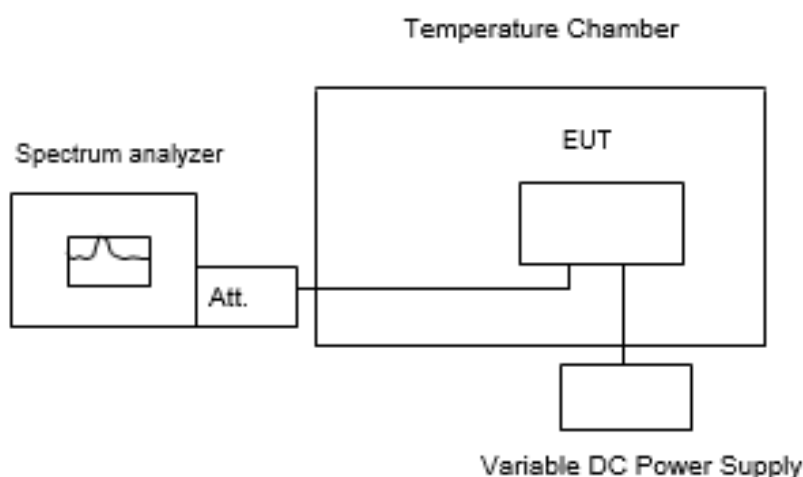 Temperature Chamber
EUT
Spectrum analyzer
Att.
Variable DC Power Supply